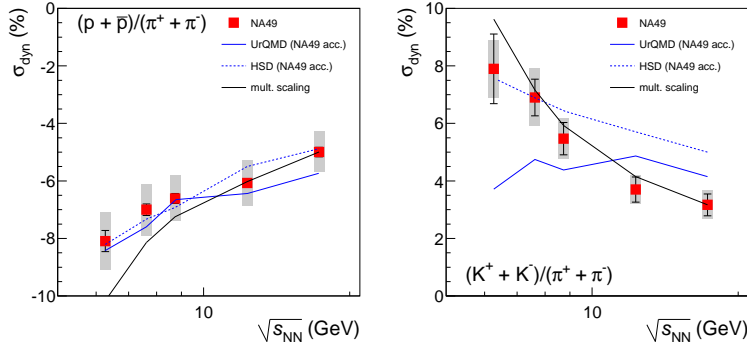 σdyn (%)
(p + p̅)/(π⁺ + π⁻)
NA49
UrQMD (NA49 acc.)
HSD (NA49 acc.)
mult. scaling
0
-2
-4
-6
-8
-10
10
√sNN (GeV)
σdyn (%)
10
8
6
4
2
0
NA49
UrQMD (NA49 acc.)
HSD (NA49 acc.)
mult. scaling
(K⁺ + K⁻)/(π⁺ + π⁻)
10
√sNN (GeV)